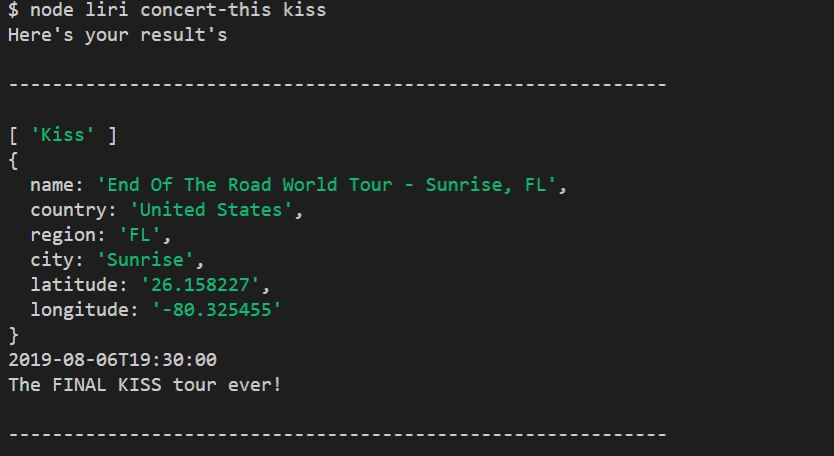 $ node liri concert-this kiss
Here's your result's
------------------------------------------------------------
[ 'Kiss' ]
{
  name: 'End Of The Road World Tour - Sunrise, FL',
  country: 'United States',
  region: 'FL',
  city: 'Sunrise',
  latitude: '26.158227',
  longitude: '-80.325455'
}
2019-08-06T19:30:00
The FINAL KISS tour ever!
------------------------------------------------------------